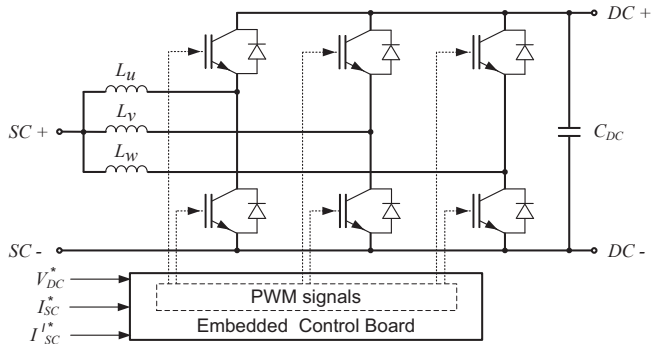 DC +
L_u
L_v
SC +
L_w
C_DC
SC -
DC -
V*_DC
PWM signals
I*_SC
Embedded Control Board
I'*_SC